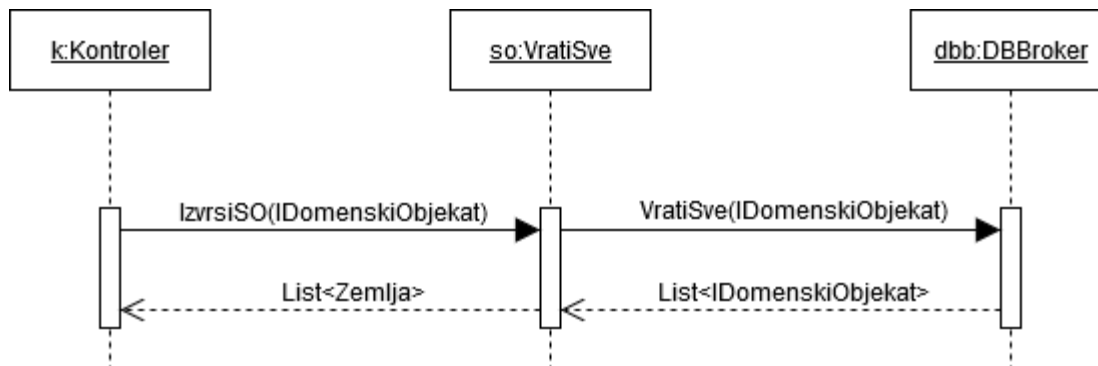 k:Kontroler
so:VratiSve
dbb:DBBroker
IzvrsiSO(IDomenskiObjekat)
VratiSve(IDomenskiObjekat)
List<Zemlja>
List<IDomenskiObjekat>